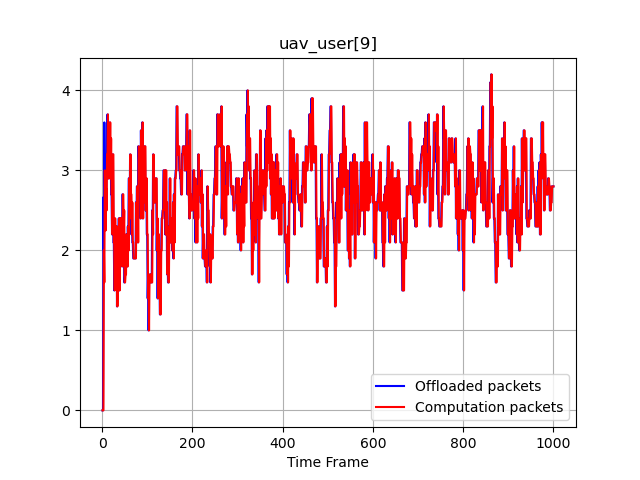 uav_user[9]
4
3
2
1
0
Offloaded packets
Computation packets
0 200 400 600 800 1000
Time Frame